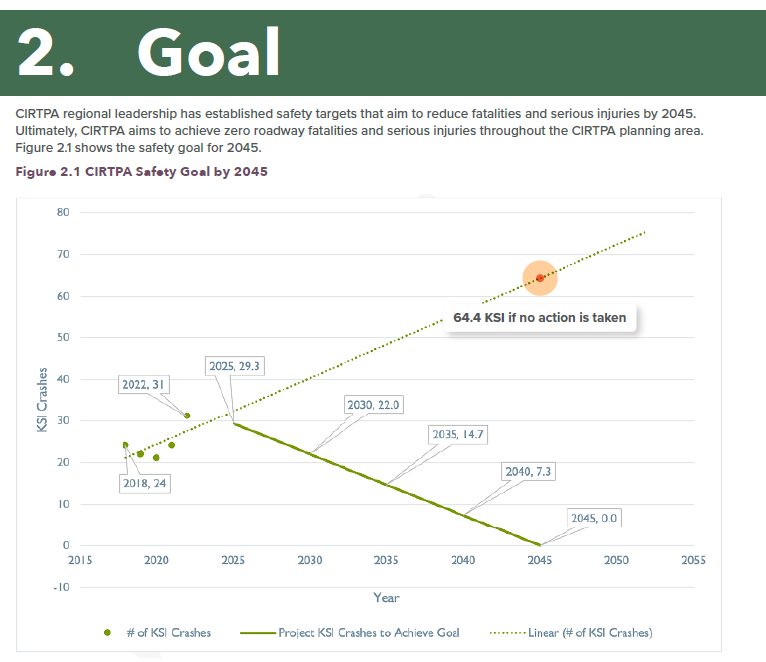 2. Goal
CIRTPA regional leadership has established safety targets that aim to reduce fatalities and serious injuries by 2045.
Ultimately, CIRTPA aims to achieve zero roadway fatalities and serious injuries throughout the CIRTPA planning area.
Figure 2.1 shows the safety goal for 2045.
Figure 2.1 CIRTPA Safety Goal by 2045
80
70
60
50
40
30
20
10
0
-10
KSI Crashes
64.4 KSI if no action is taken
2025, 29.3
2022, 31
2030, 22.0
2035, 14.7
2040, 7.3
2018, 24
2045, 0.0
2015 2020 2025 2030 2035 2040 2045 2050 2055
Year
# of KSI Crashes Project KSI Crashes to Achieve Goal Linear (# of KSI Crashes)